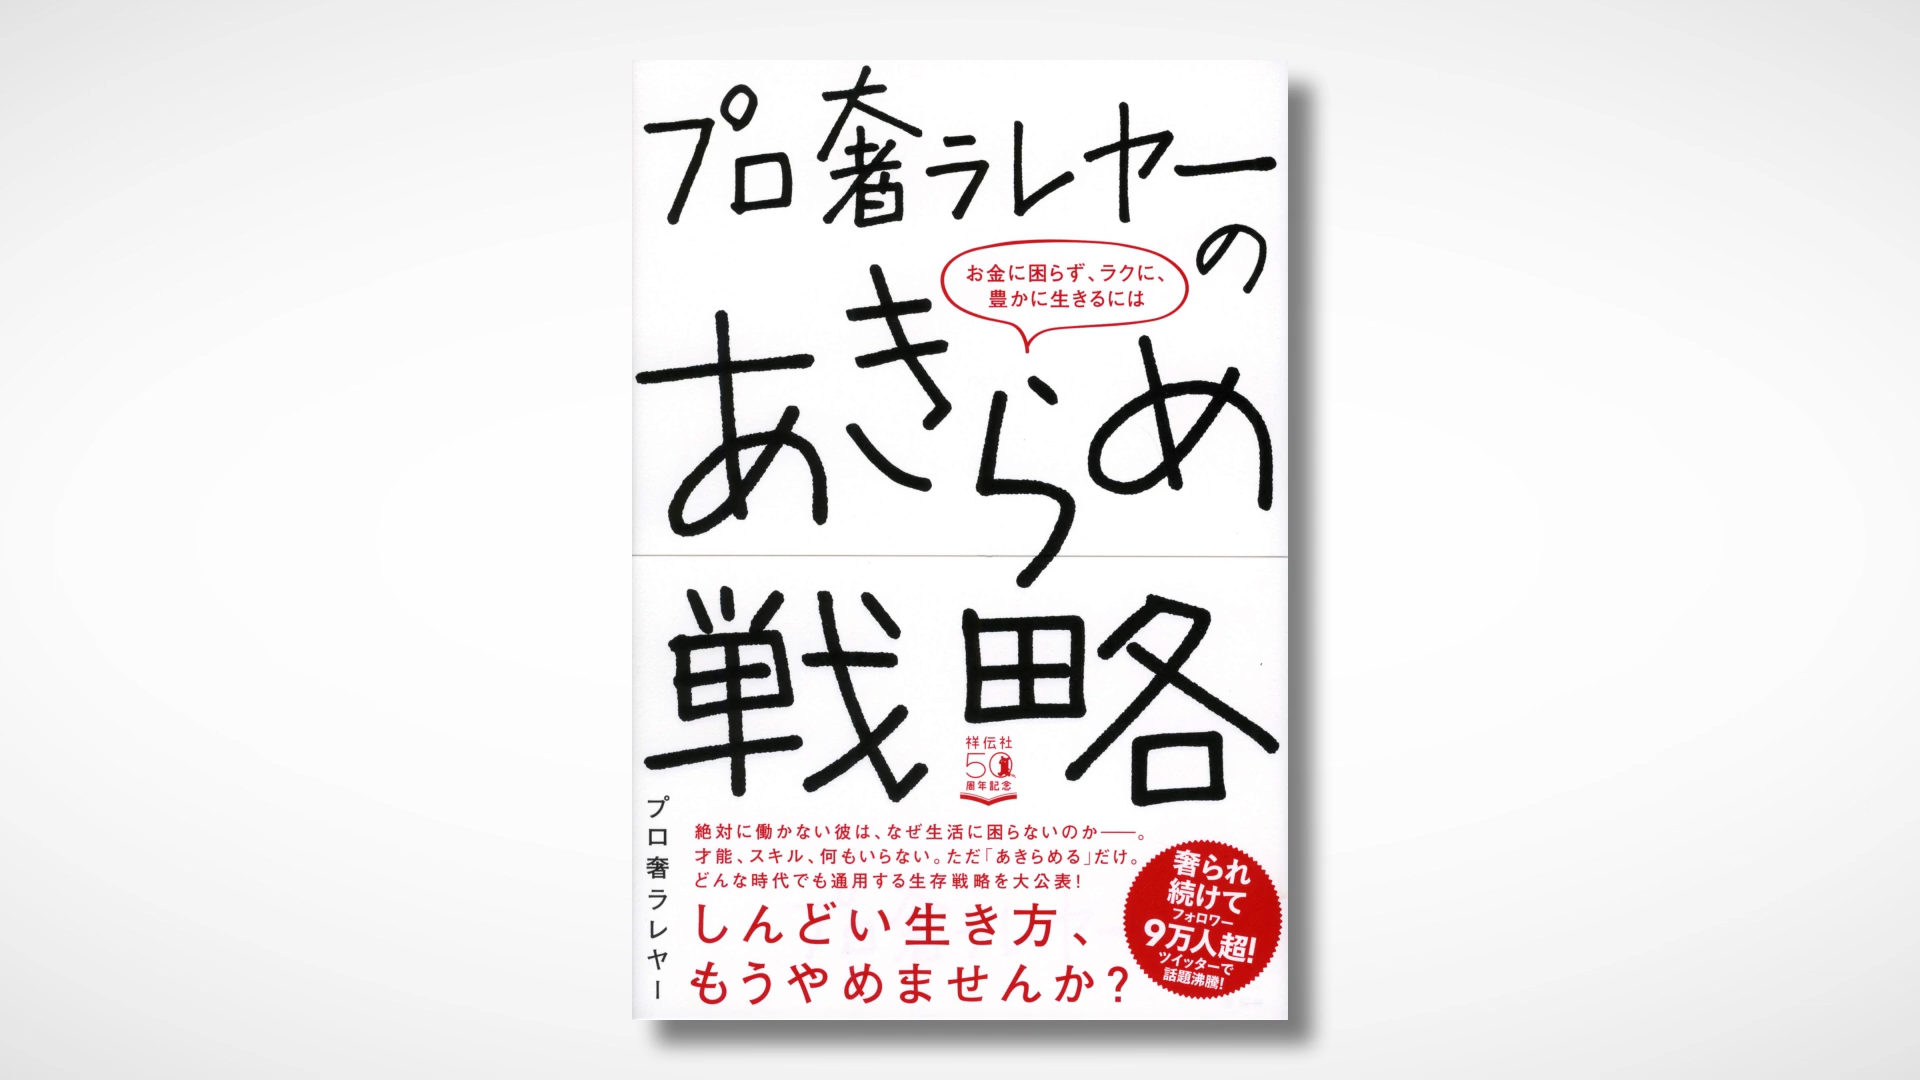 プロ奢ラレヤーの
お金に困らず、ラクに、
豊かに生きるには
あきらめ
戦略
祥伝社
50
周年記念
プロ奢ラレヤー
絶対に働かない彼は、なぜ生活に困らないのか――。
才能、スキル、何もいらない。ただ「あきらめる」だけ。
どんな時代でも通用する生存戦略を大公表！
しんどい生き方、
もうやめませんか？
奢られ
続けて
フォロワー
9万人超！
ツイッターで
話題沸騰！